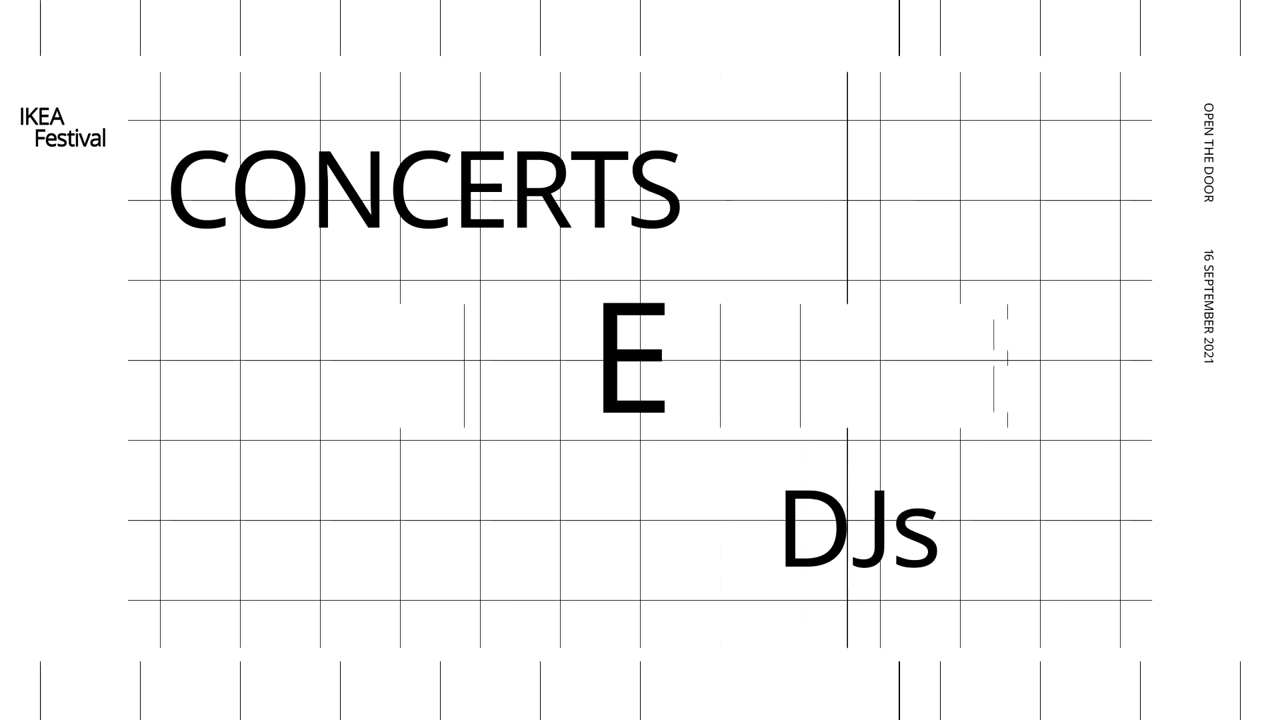 IKEA
Festival
CONCERTS
E
DJs
OPEN THE DOOR
16 SEPTEMBER 2021